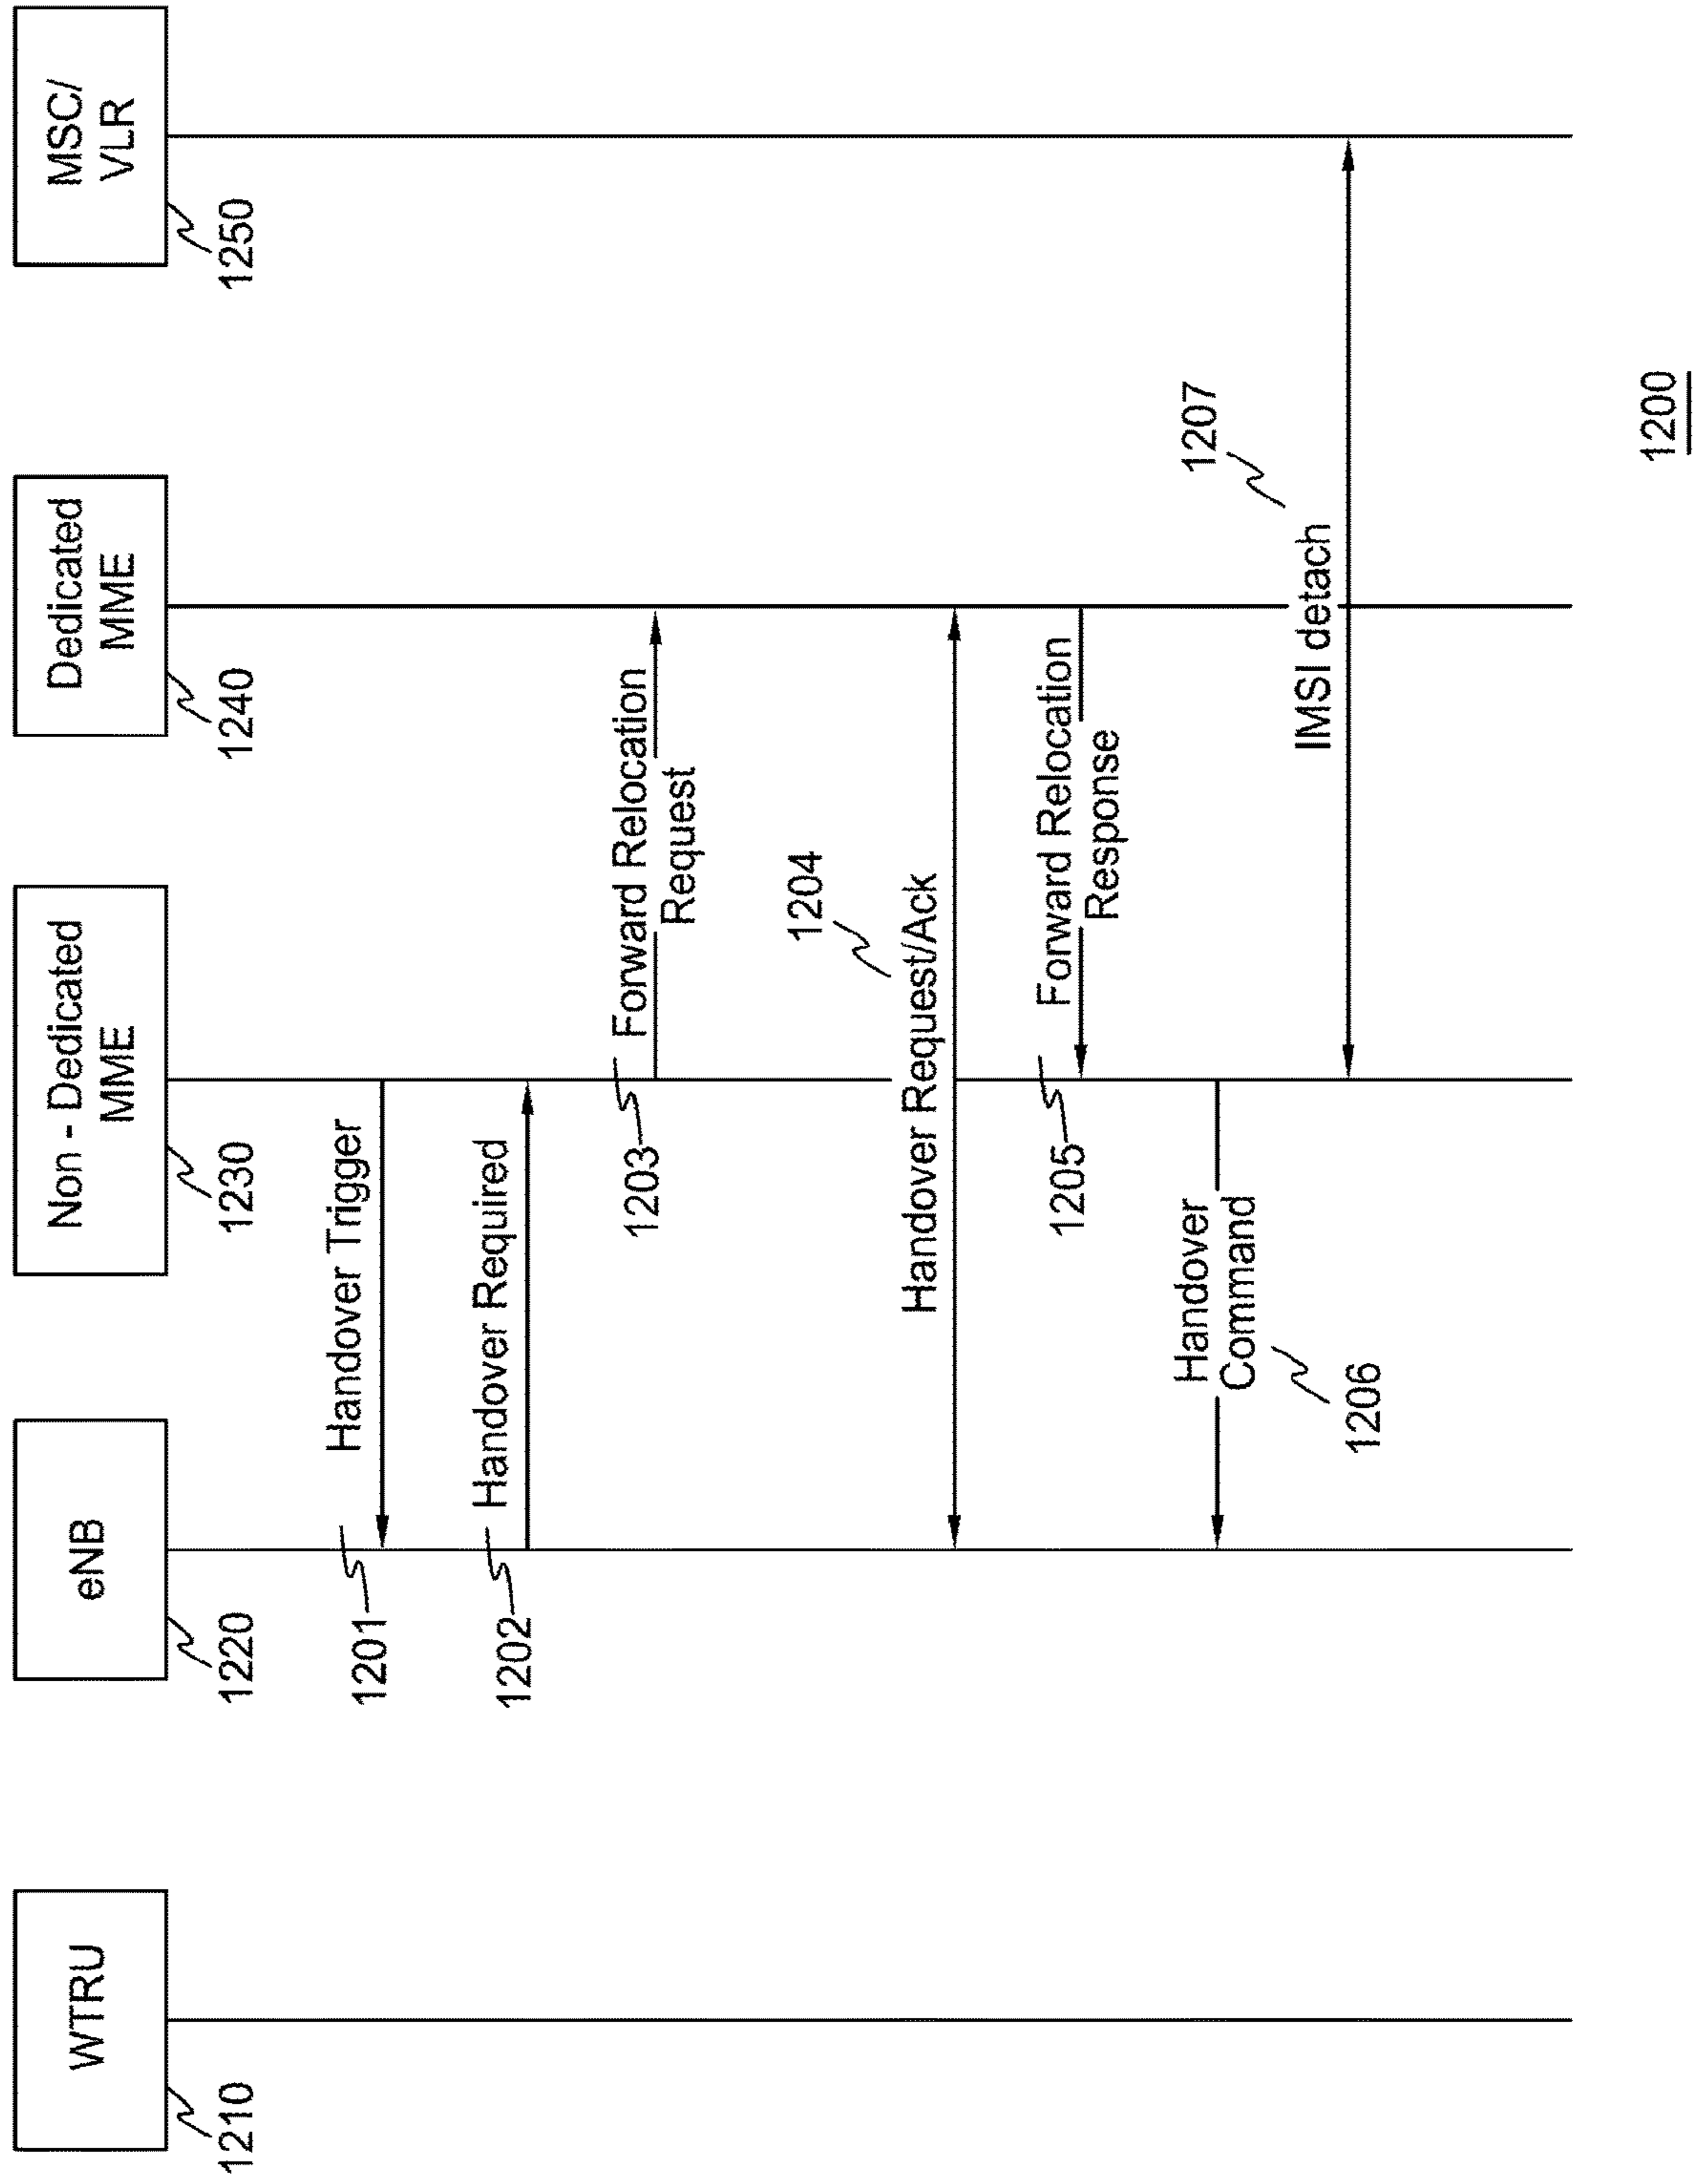 WTRU
1210
eNB
1220
Non - Dedicated
MME
1230
Dedicated
MME
1240
MSC/
VLR
1250
1201
Handover Trigger
1202
Handover Required
1203
Forward Relocation
Request
1204
Handover Request/Ack
1205
Forward Relocation
Response
Handover
Command
1206
1207
IMSI detach
1200